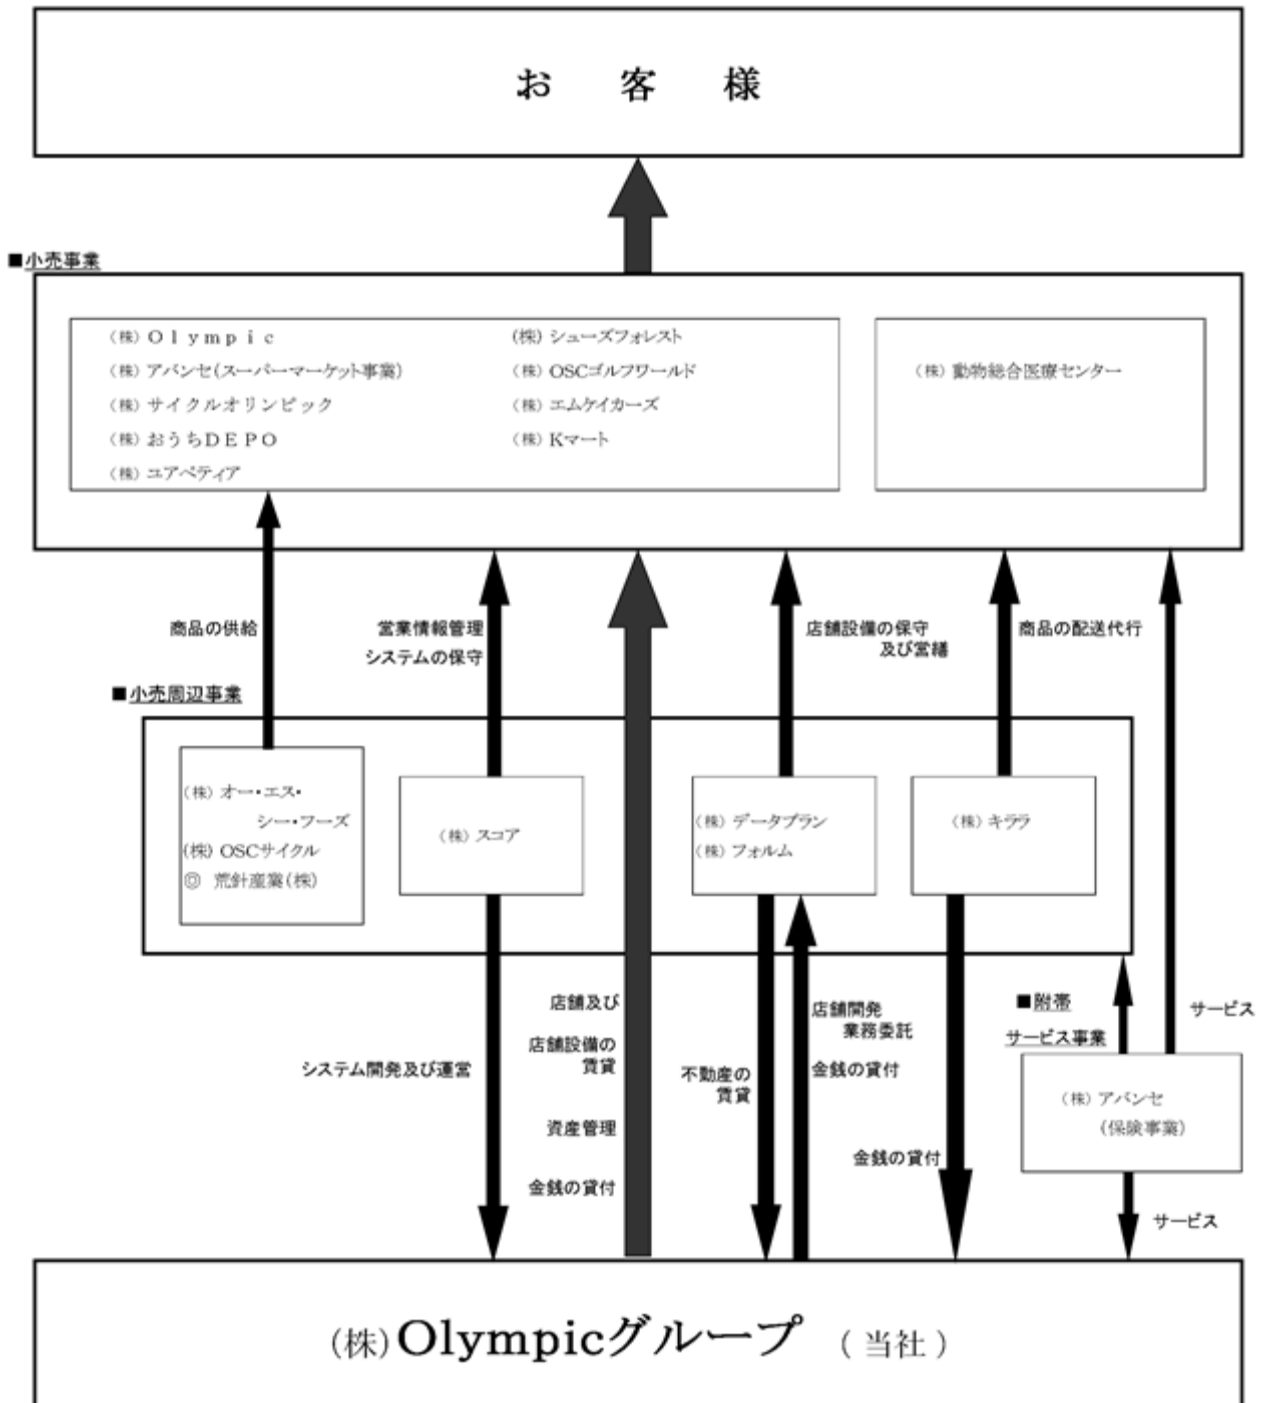 お 客 様
■小売事業
(株) Olympic
(株) アバンセ(スーパーマーケット事業)
(株) サイクルオリンピック
(株) おうちDEPO
(株) ユアペティア
(株) シューズフォレスト
(株) OSCゴルフワールド
(株) エムケイカーズ
(株) Kマート
(株) 動物総合医療センター
商品の供給
営業情報管理
システムの保守
店舗設備の保守
及び営繕
商品の配送代行
■小売周辺事業
(株) オー・エス・
シー・フーズ
(株) OSCサイクル
◎ 荒針産業(株)
(株) スコア
(株) データプラン
(株) フォルム
(株) キララ
システム開発及び運営
店舗及び
店舗設備の
賃貸
資産管理
金銭の貸付
不動産の
賃貸
店舗開発
業務委託
金銭の貸付
金銭の貸付
■附帯
サービス事業
(株) アバンセ
(保険事業)
サービス
サービス
(株)Olympicグループ (当社)